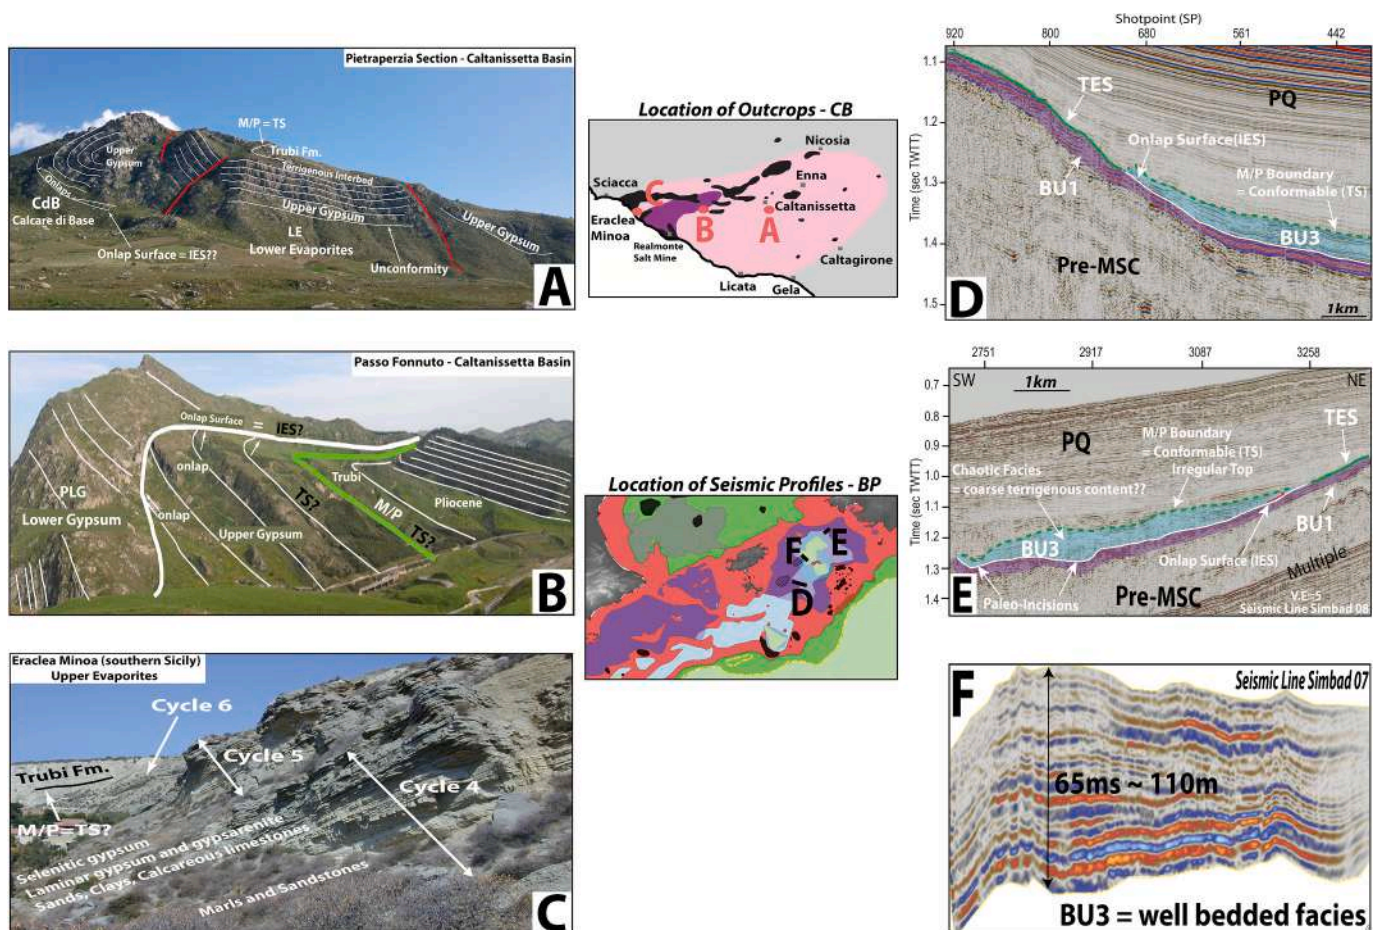 Pietraperzia Section - Caltanissetta Basin
M/P = TS
Trubi Fm.
Upper
Gypsum
Terrigenous Interbed
Onlaps
CdB
Calcare di Base
Upper Gypsum
LE
Lower Evaporites
Upper Gypsum
Onlap Surface = IES??
Unconformity
A
Location of Outcrops - CB
Nicosia
Enna
Sciacca
C
Caltanissetta
Eraclea
Minoa
B
A
Realmonte
Salt Mine
Caltagirone
Licata
Gela
Shotpoint (SP)
920
800
680
561
442
Time (sec TWTT)
1.1
1.2
1.3
1.4
1.5
TES
PQ
Onlap Surface(IES)
M/P Boundary
= Conformable (TS)
BU1
BU3
Pre-MSC
D
1km
Passo Fonnuto - Caltanissetta Basin
Onlap Surface = IES?
onlap
Trubi
PLG
Lower Gypsum
onlap
Upper Gypsum
TS?
M/P
TS?
Pliocene
B
Location of Seismic Profiles - BP
F
E
D
2751
2917
3087
3258
SW
1km
NE
Time (sec TWTT)
0.7
0.8
0.9
1.0
1.1
1.2
1.3
1.4
PQ
TES
M/P Boundary
= Conformable (TS)
Irregular Top
Chaotic Facies
= coarse terrigenous content??
BU1
BU3
Onlap Surface (IES)
Multiple
Paleo-Incisions
Pre-MSC
V.E=5
Seismic Line Simbad 08
E
Eraclea Minoa (southern Sicily)
Upper Evaporites
Cycle 6
Cycle 5
Cycle 4
Trubi Fm.
M/P=TS?
Selenitic gypsum
Laminar gypsum and gypsarenite
Sands, Clays, Calcareous limestones
Marls and Sandstones
C
F
Seismic Line Simbad 07
65ms ~ 110m
BU3 = well bedded facies